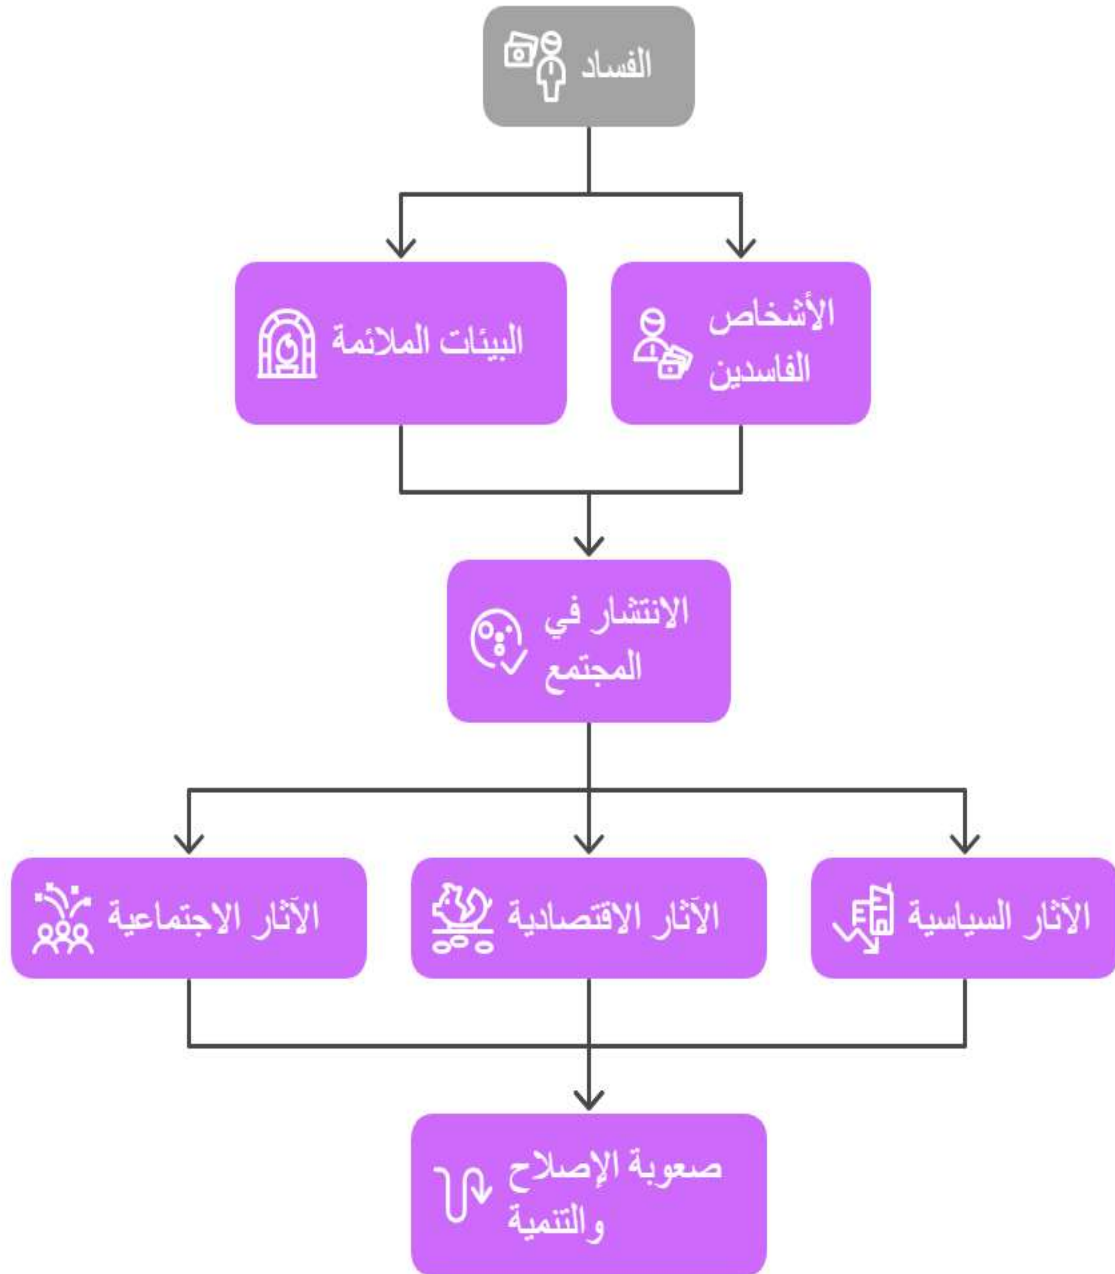 الفساد
الأشخاص
الفاسدين
البيئات الملائمة
الانتشار في
المجتمع
الآثار السياسية
الآثار الاقتصادية
الآثار الاجتماعية
صعوبة الإصلاح
والتنمية